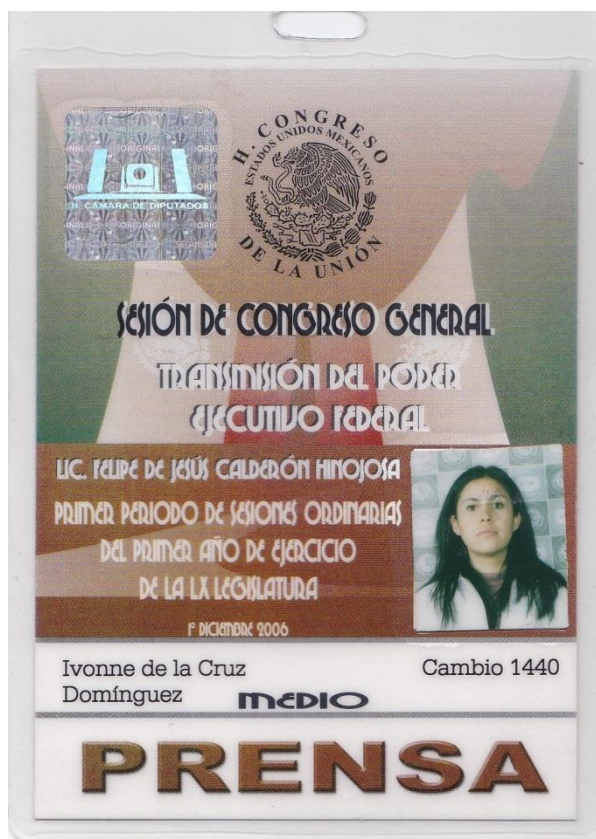 H. CÁMARA DE DIPUTADOS
H. CONGRESO
ESTADOS UNIDOS MEXICANOS
DE LA UNIÓN
SESIÓN DE CONGRESO GENERAL
TRANSMISIÓN DEL PODER
EJECUTIVO FEDERAL
LIC. FELIPE DE JESÚS CALDERÓN HINOJOSA
PRIMER PERIODO DE SESIONES ORDINARIAS
DEL PRIMER AÑO DE EJERCICIO
DE LA LX LEGISLATURA
1º DICIEMBRE 2006
Ivonne de la Cruz
Domínguez
Cambio 1440
MEDIO
PRENSA